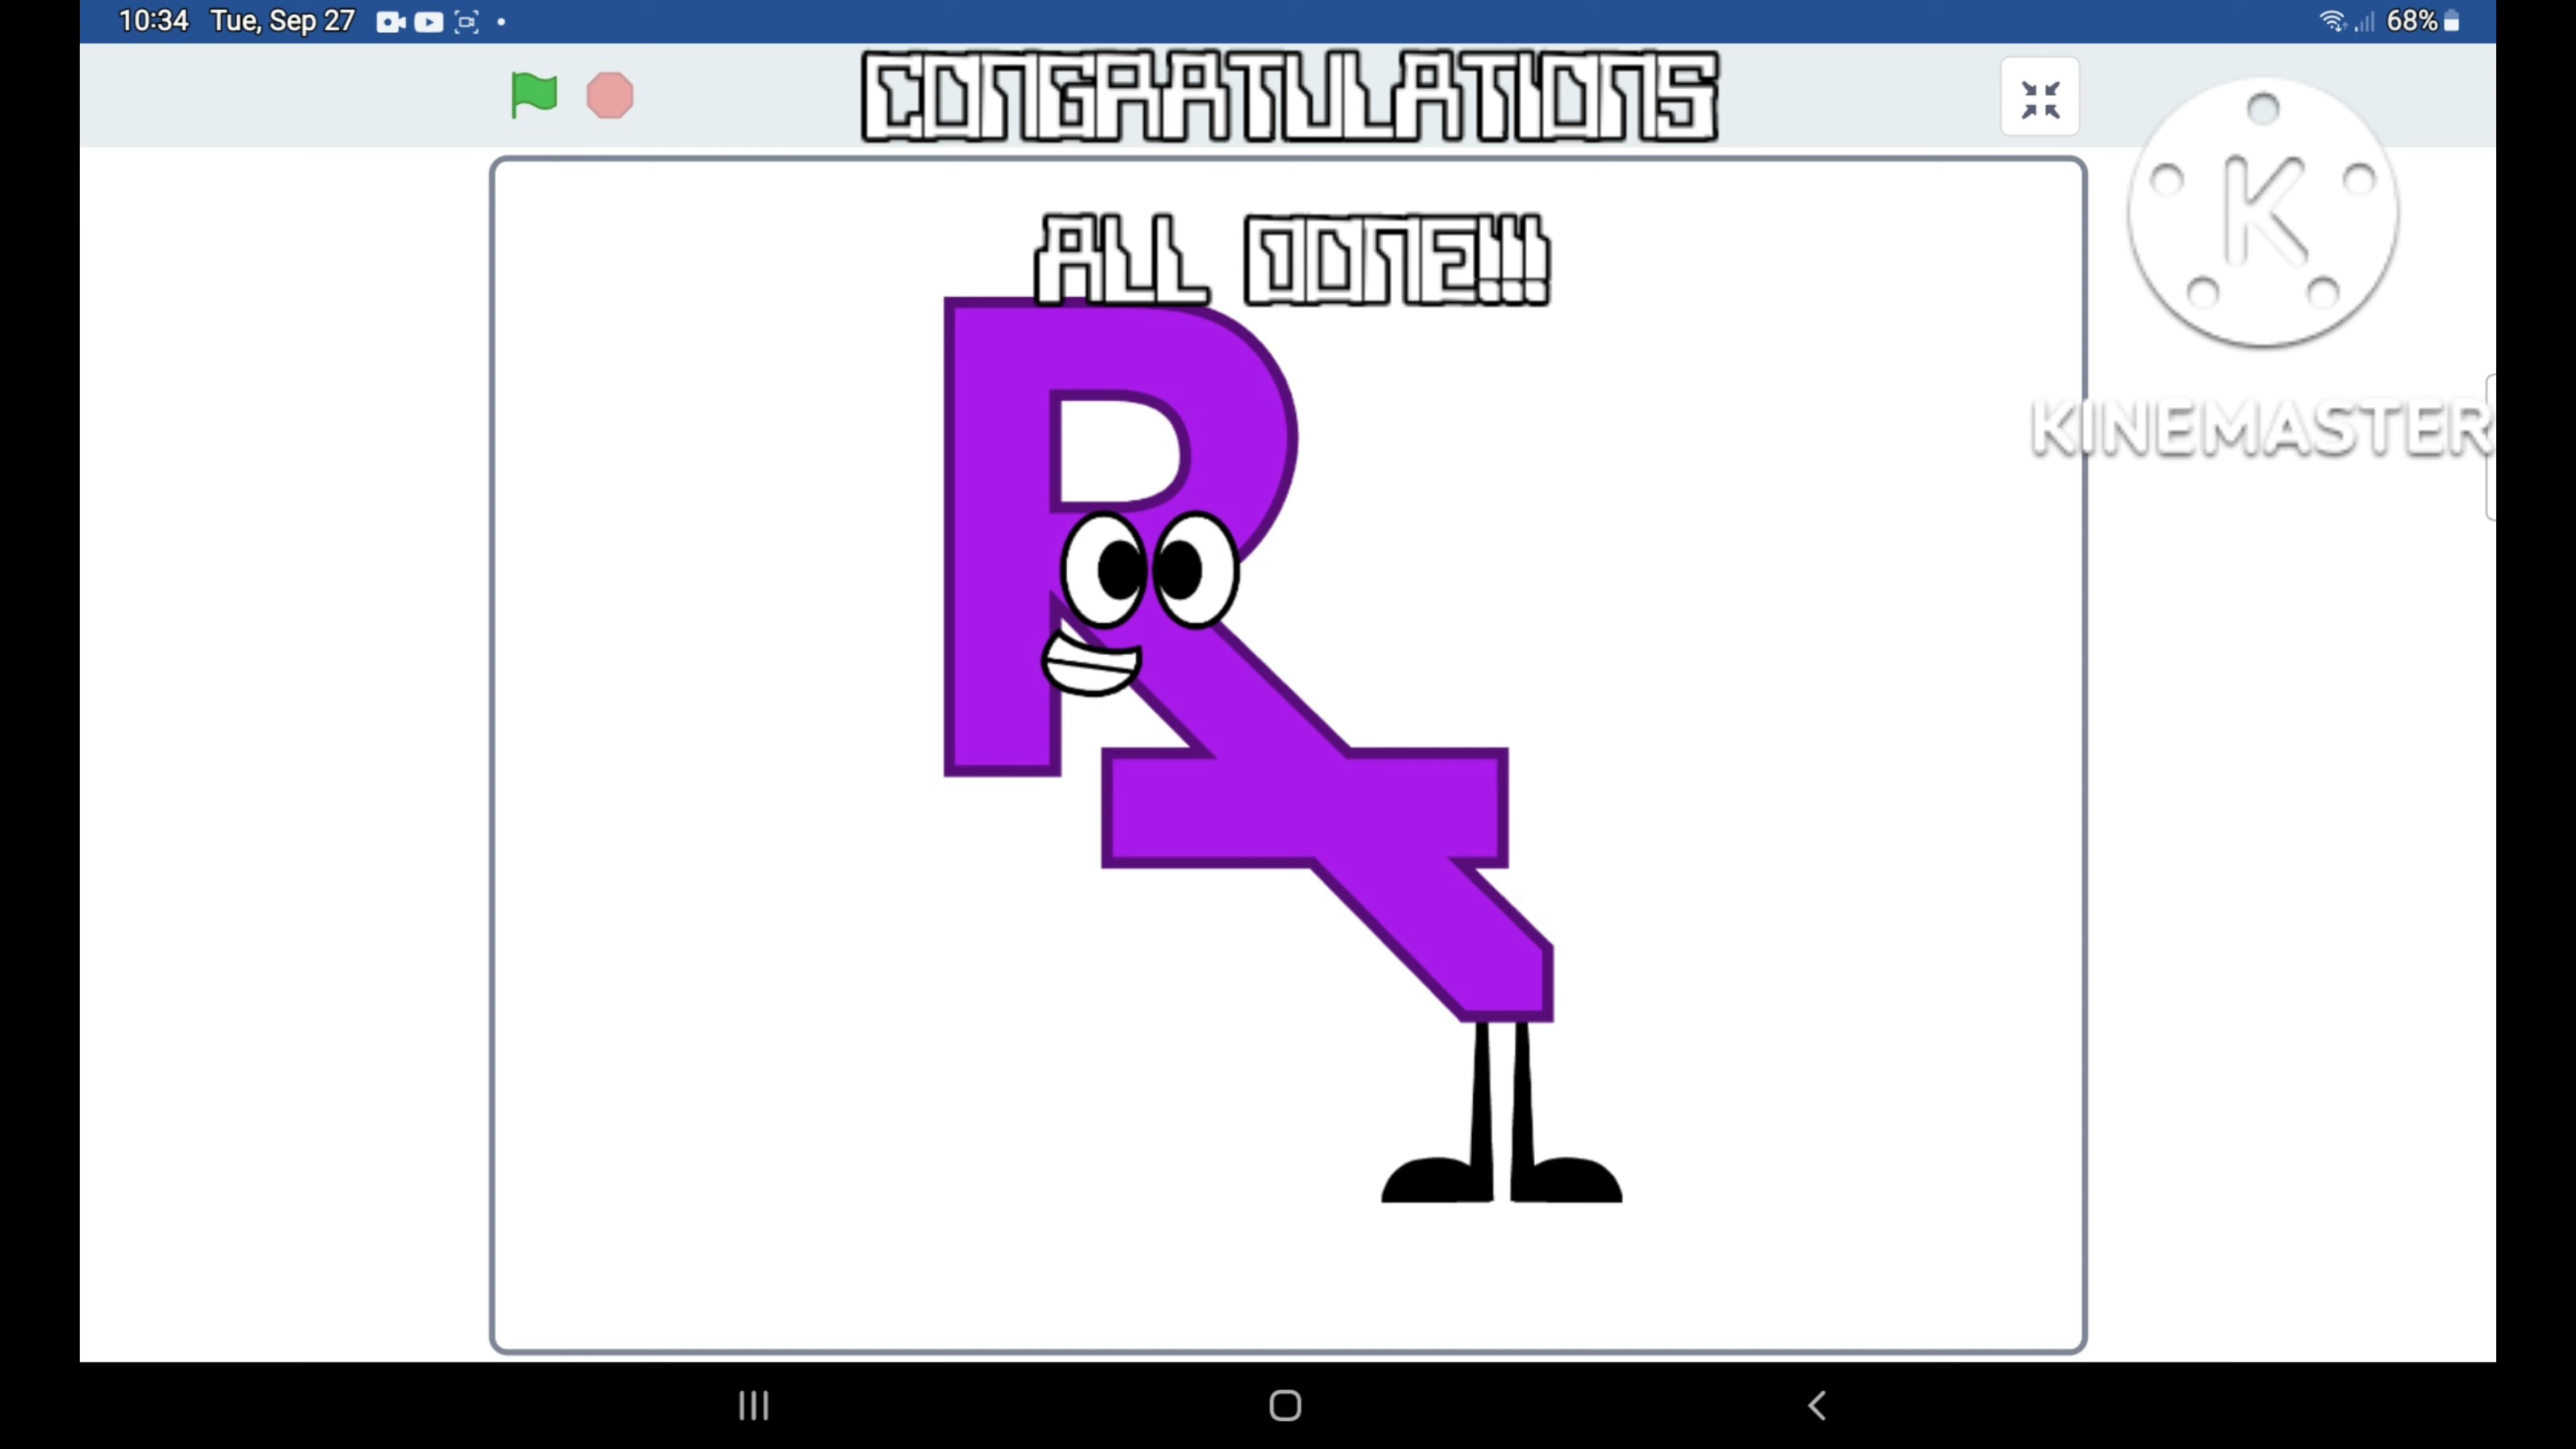 10:34 Tue, Sep 27
68%
CONGRATULATIONS
ALL DONE!!!
K
KINEMASTER
R